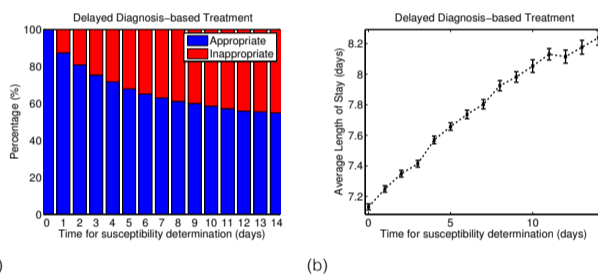 Delayed Diagnosis-based Treatment
Percentage (%)
100
80
60
40
20
0
Appropriate
Inappropriate
0 1 2 3 4 5 6 7 8 9 10 11 12 13 14
Time for susceptibility determination (days)
)
Delayed Diagnosis-based Treatment
Average Length of Stay (days)
8.2
8
7.8
7.6
7.4
7.2
0 5 10
Time for susceptibility determination (days)
(b)